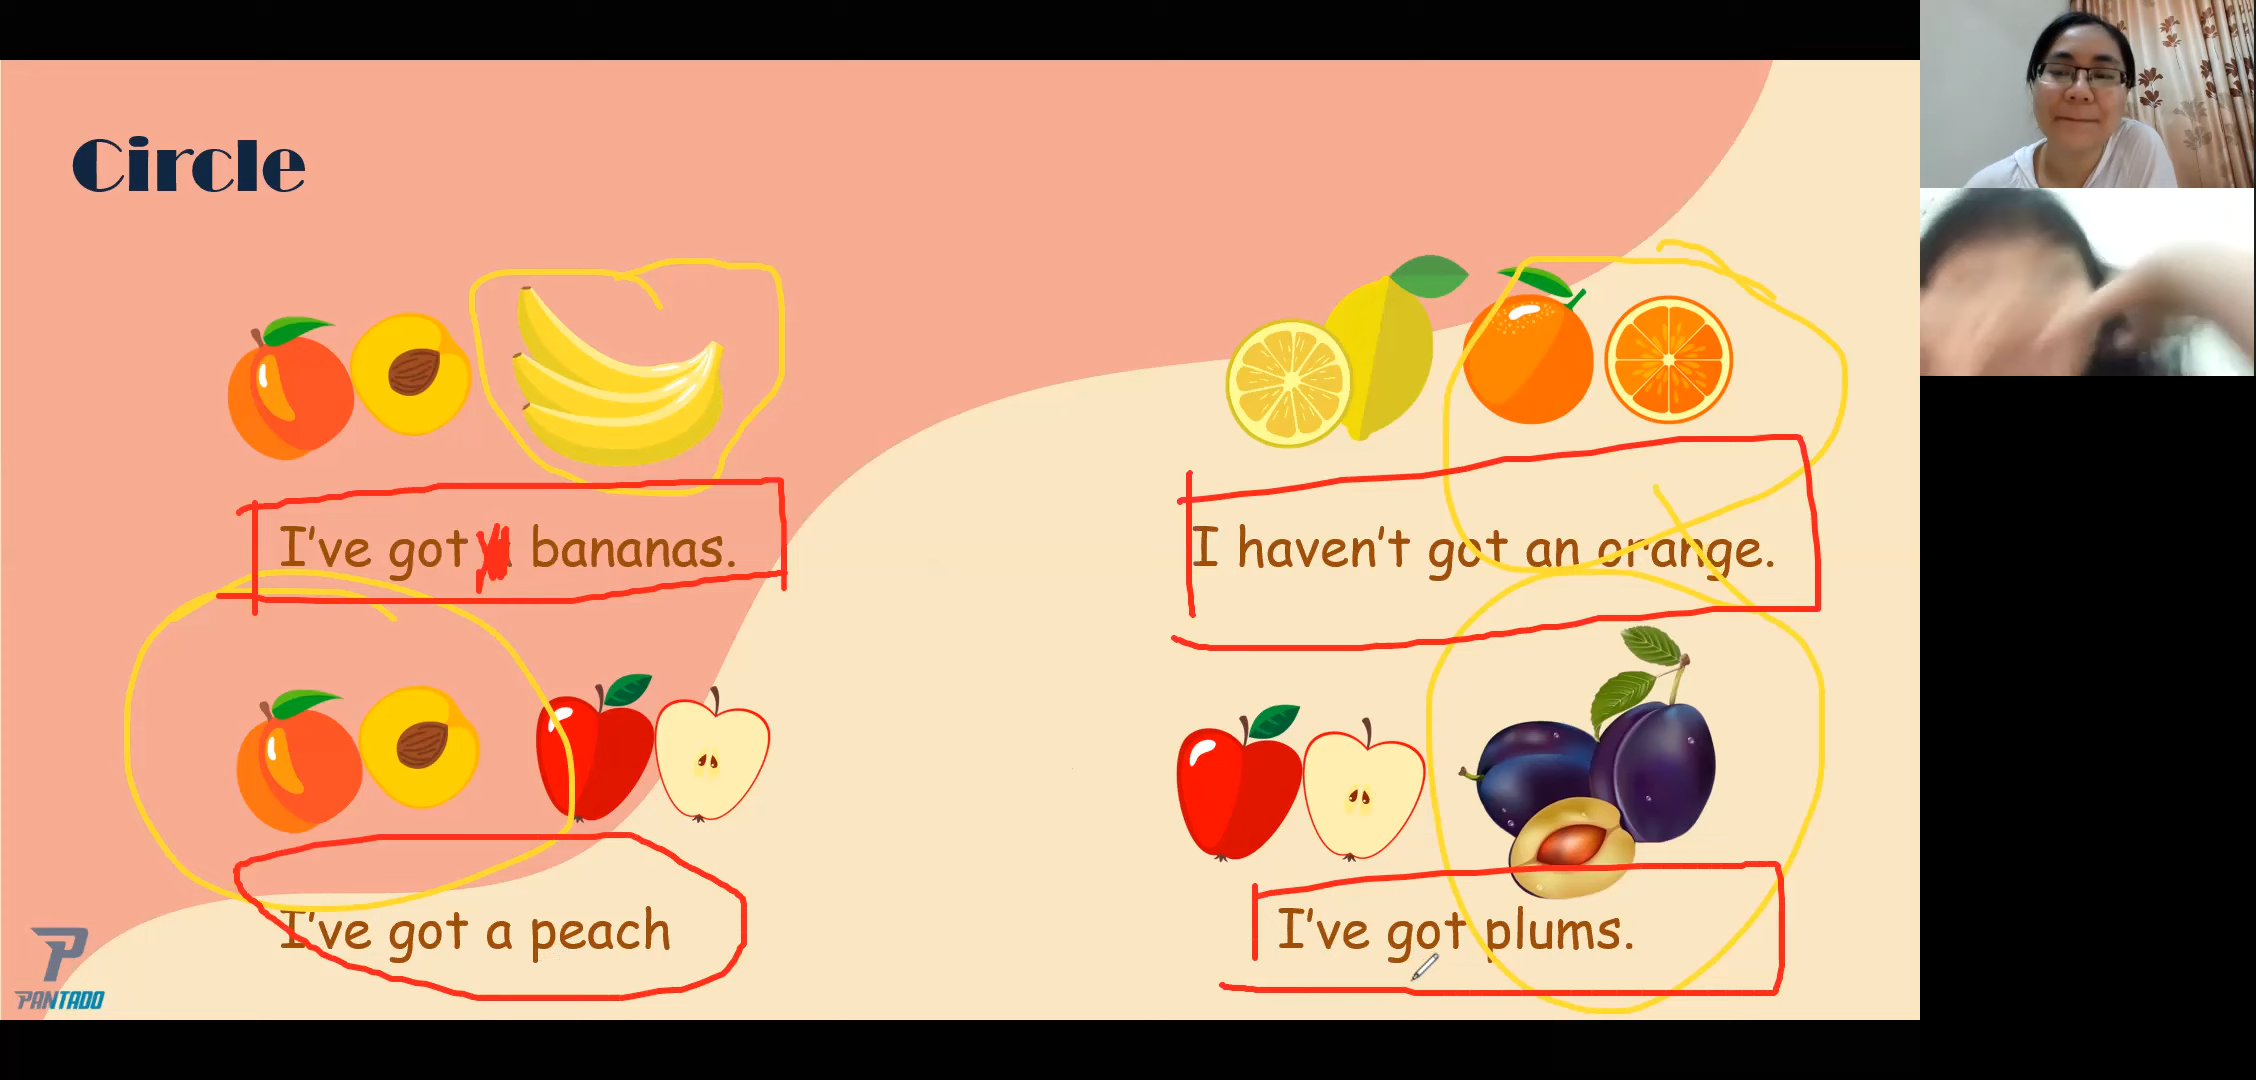 Circle
I've got bananas.
I haven't got an orange.
I've got a peach
I've got plums.
PANTADO